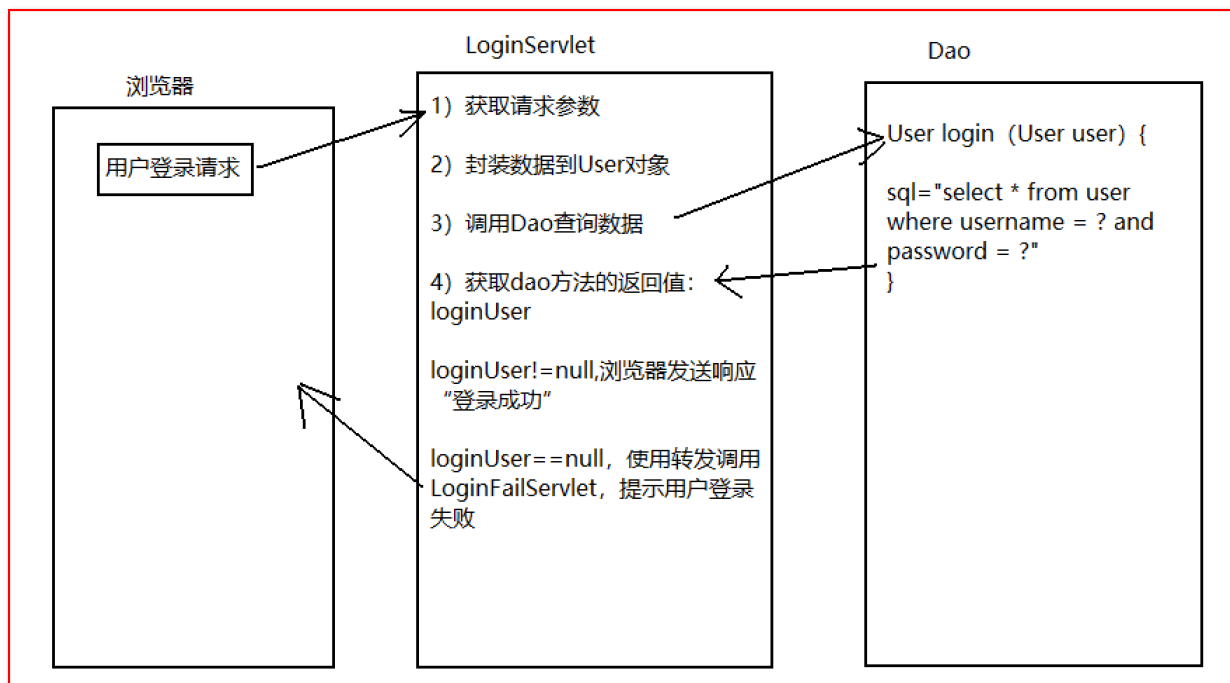 浏览器
用户登录请求
LoginServlet
1）获取请求参数
2）封装数据到User对象
3）调用Dao查询数据
4）获取dao方法的返回值：
loginUser
loginUser!=null,浏览器发送响应
“登录成功”
loginUser==null，使用转发调用
LoginFailServlet，提示用户登录
失败
Dao
User login（User user）{
sql="select * from user
where username = ? and
password = ?"
}